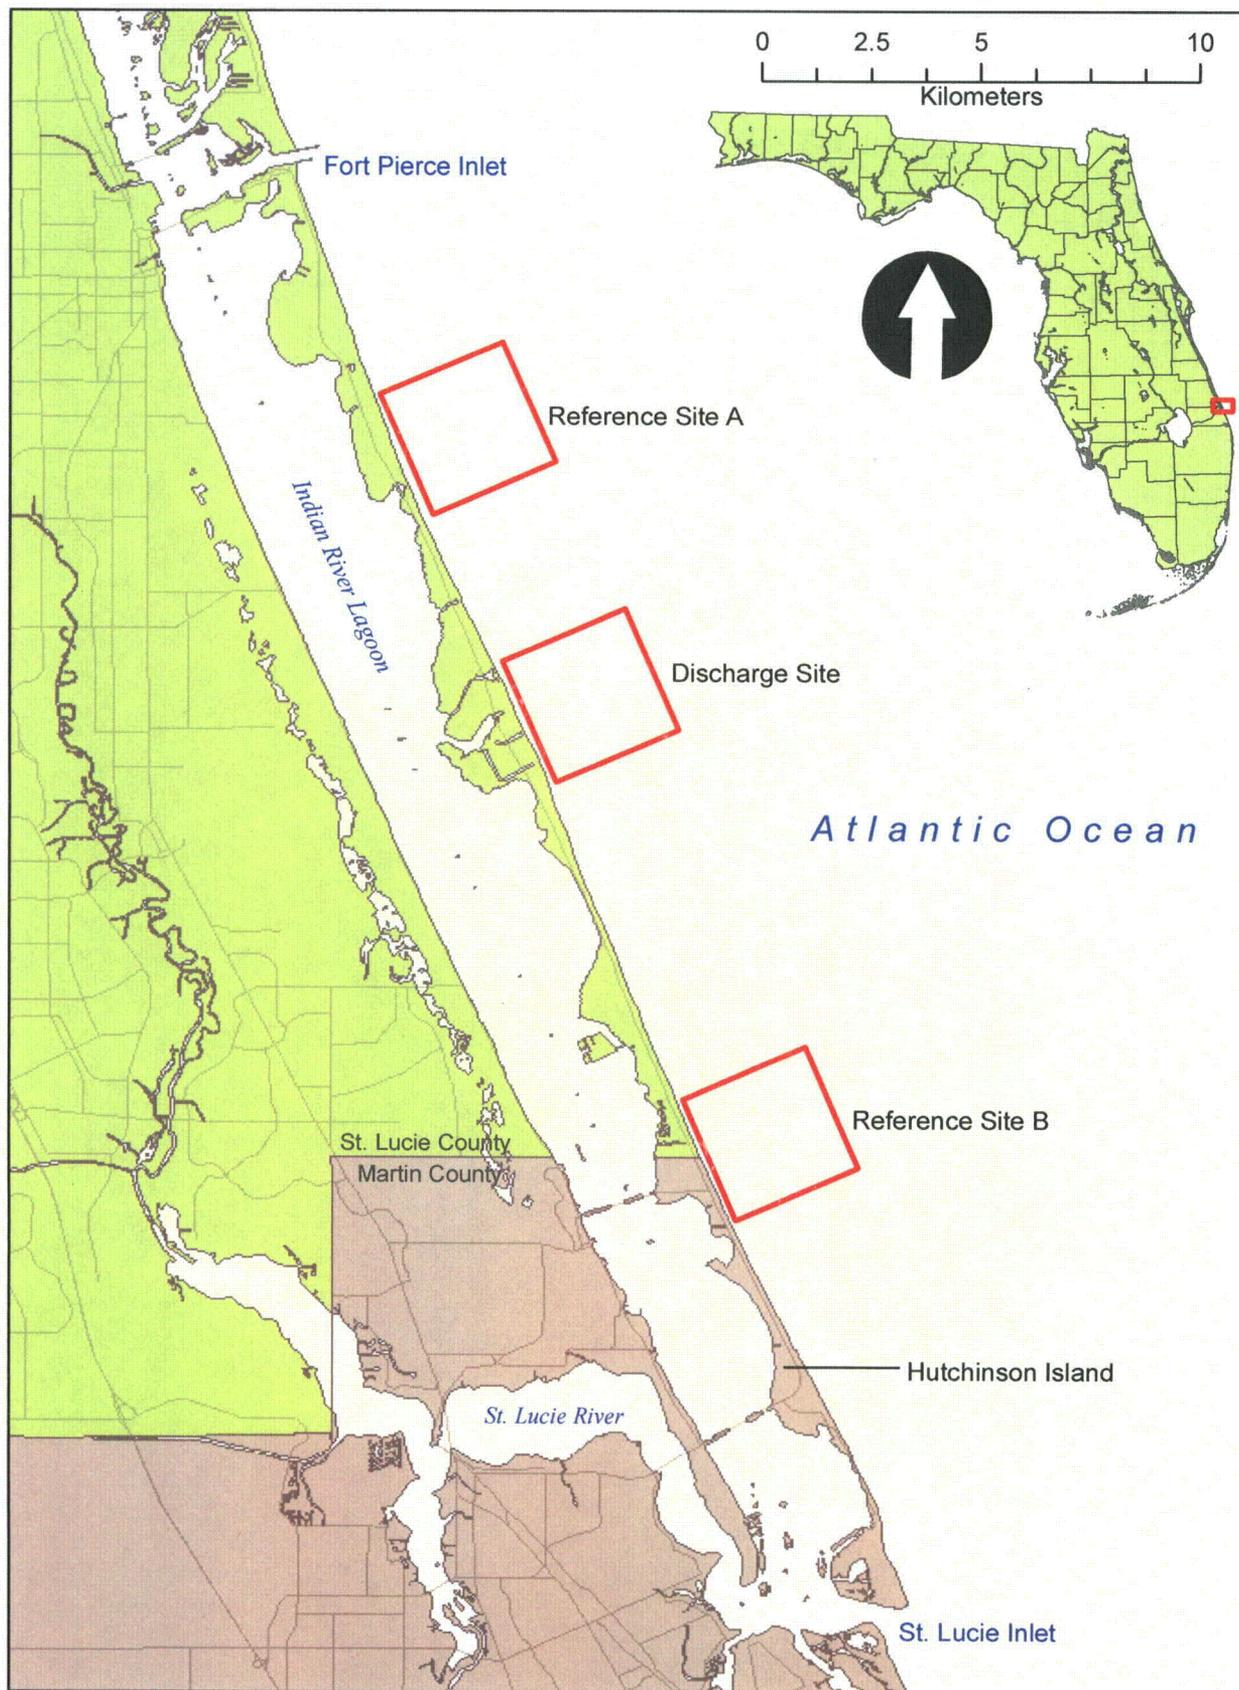 0 2.5 5 10
Kilometers
Fort Pierce Inlet
Reference Site A
Indian River Lagoon
Discharge Site
Atlantic Ocean
Reference Site B
St. Lucie County
Martin County
Hutchinson Island
St. Lucie River
St. Lucie Inlet